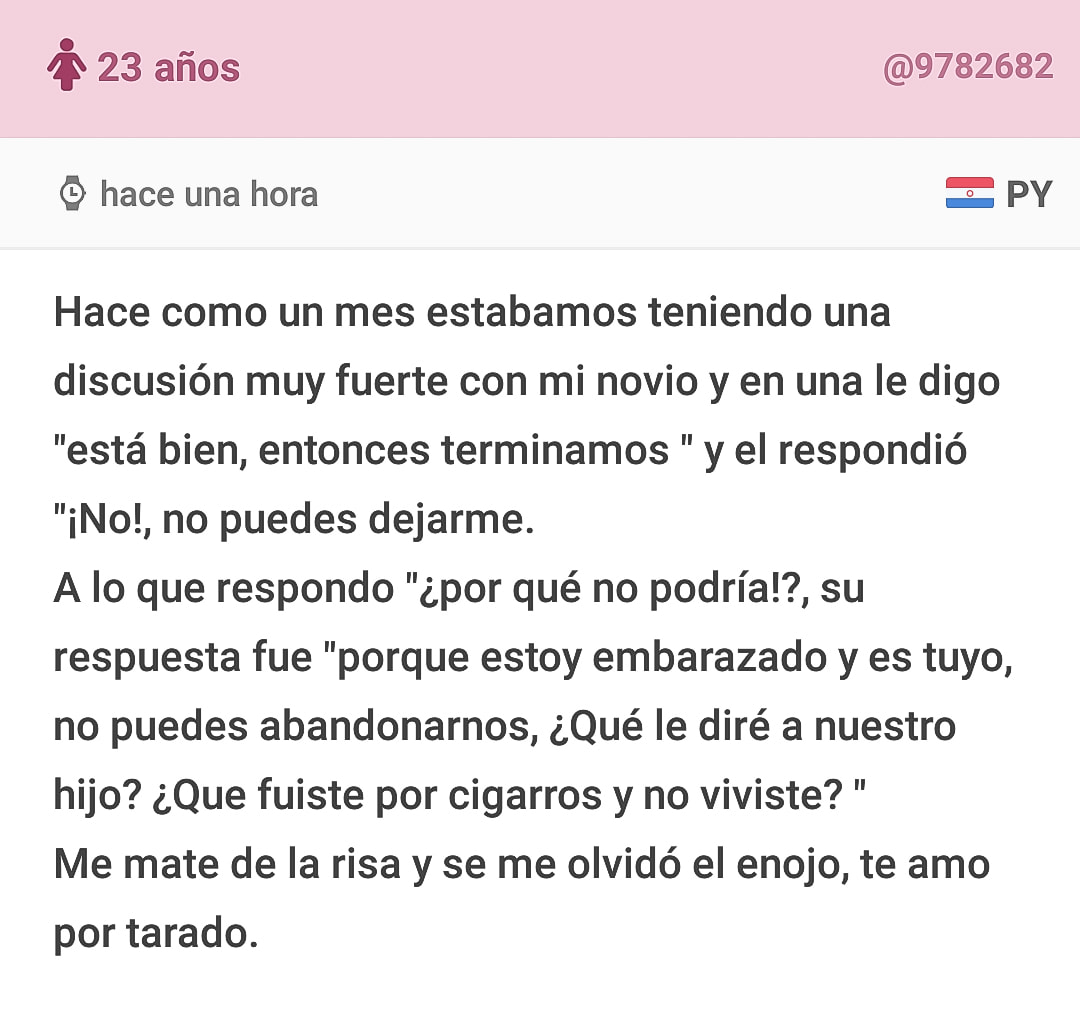 23 años
@9782682
hace una hora
PY
Hace como un mes estabamos teniendo una
discusión muy fuerte con mi novio y en una le digo
"está bien, entonces terminamos " y el respondió
"¡No!, no puedes dejarme.
A lo que respondo "¿por qué no podría!?, su
respuesta fue "porque estoy embarazado y es tuyo,
no puedes abandonarnos, ¿Qué le diré a nuestro
hijo? ¿Que fuiste por cigarros y no viviste? "
Me mate de la risa y se me olvidó el enojo, te amo
por tarado.